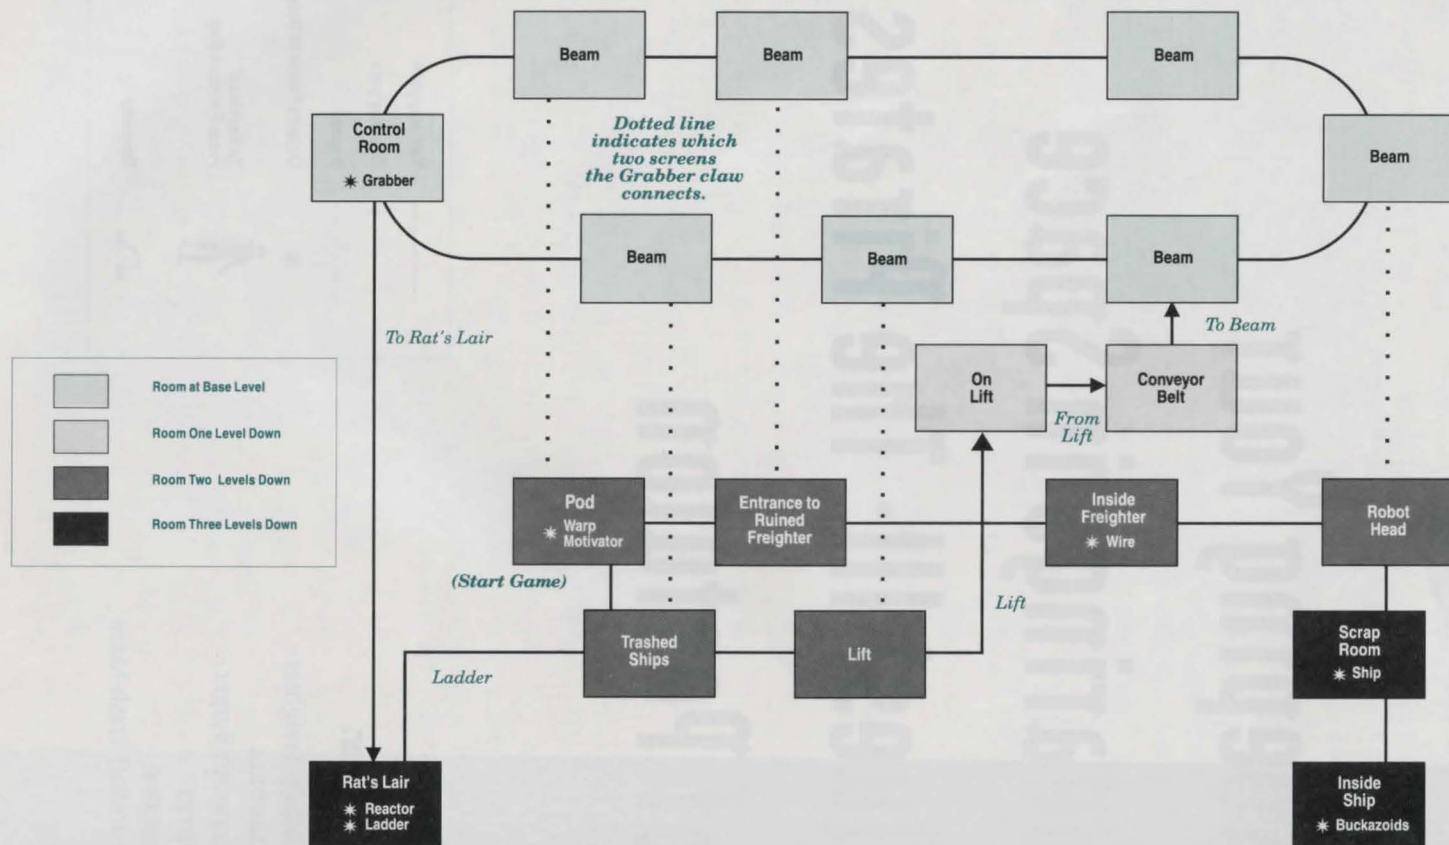 Beam
Beam
Beam
Control
Room
Grabber
Dotted line
indicates which
two screens
the Grabber claw
connects.
Beam
Beam
Beam
Beam
To Rat's Lair
To Beam
On
Lift
Conveyor
Belt
From
Lift
Room at Base Level
Room One Level Down
Room Two Levels Down
Room Three Levels Down
Pod
Warp
Motivator
Entrance to
Ruined
Freighter
Inside
Freighter
Wire
Robot
Head
(Start Game)
Lift
Trashed
Ships
Lift
Scrap
Room
Ship
Ladder
Rat's Lair
Reactor
Ladder
Inside
Ship
Buckazoids